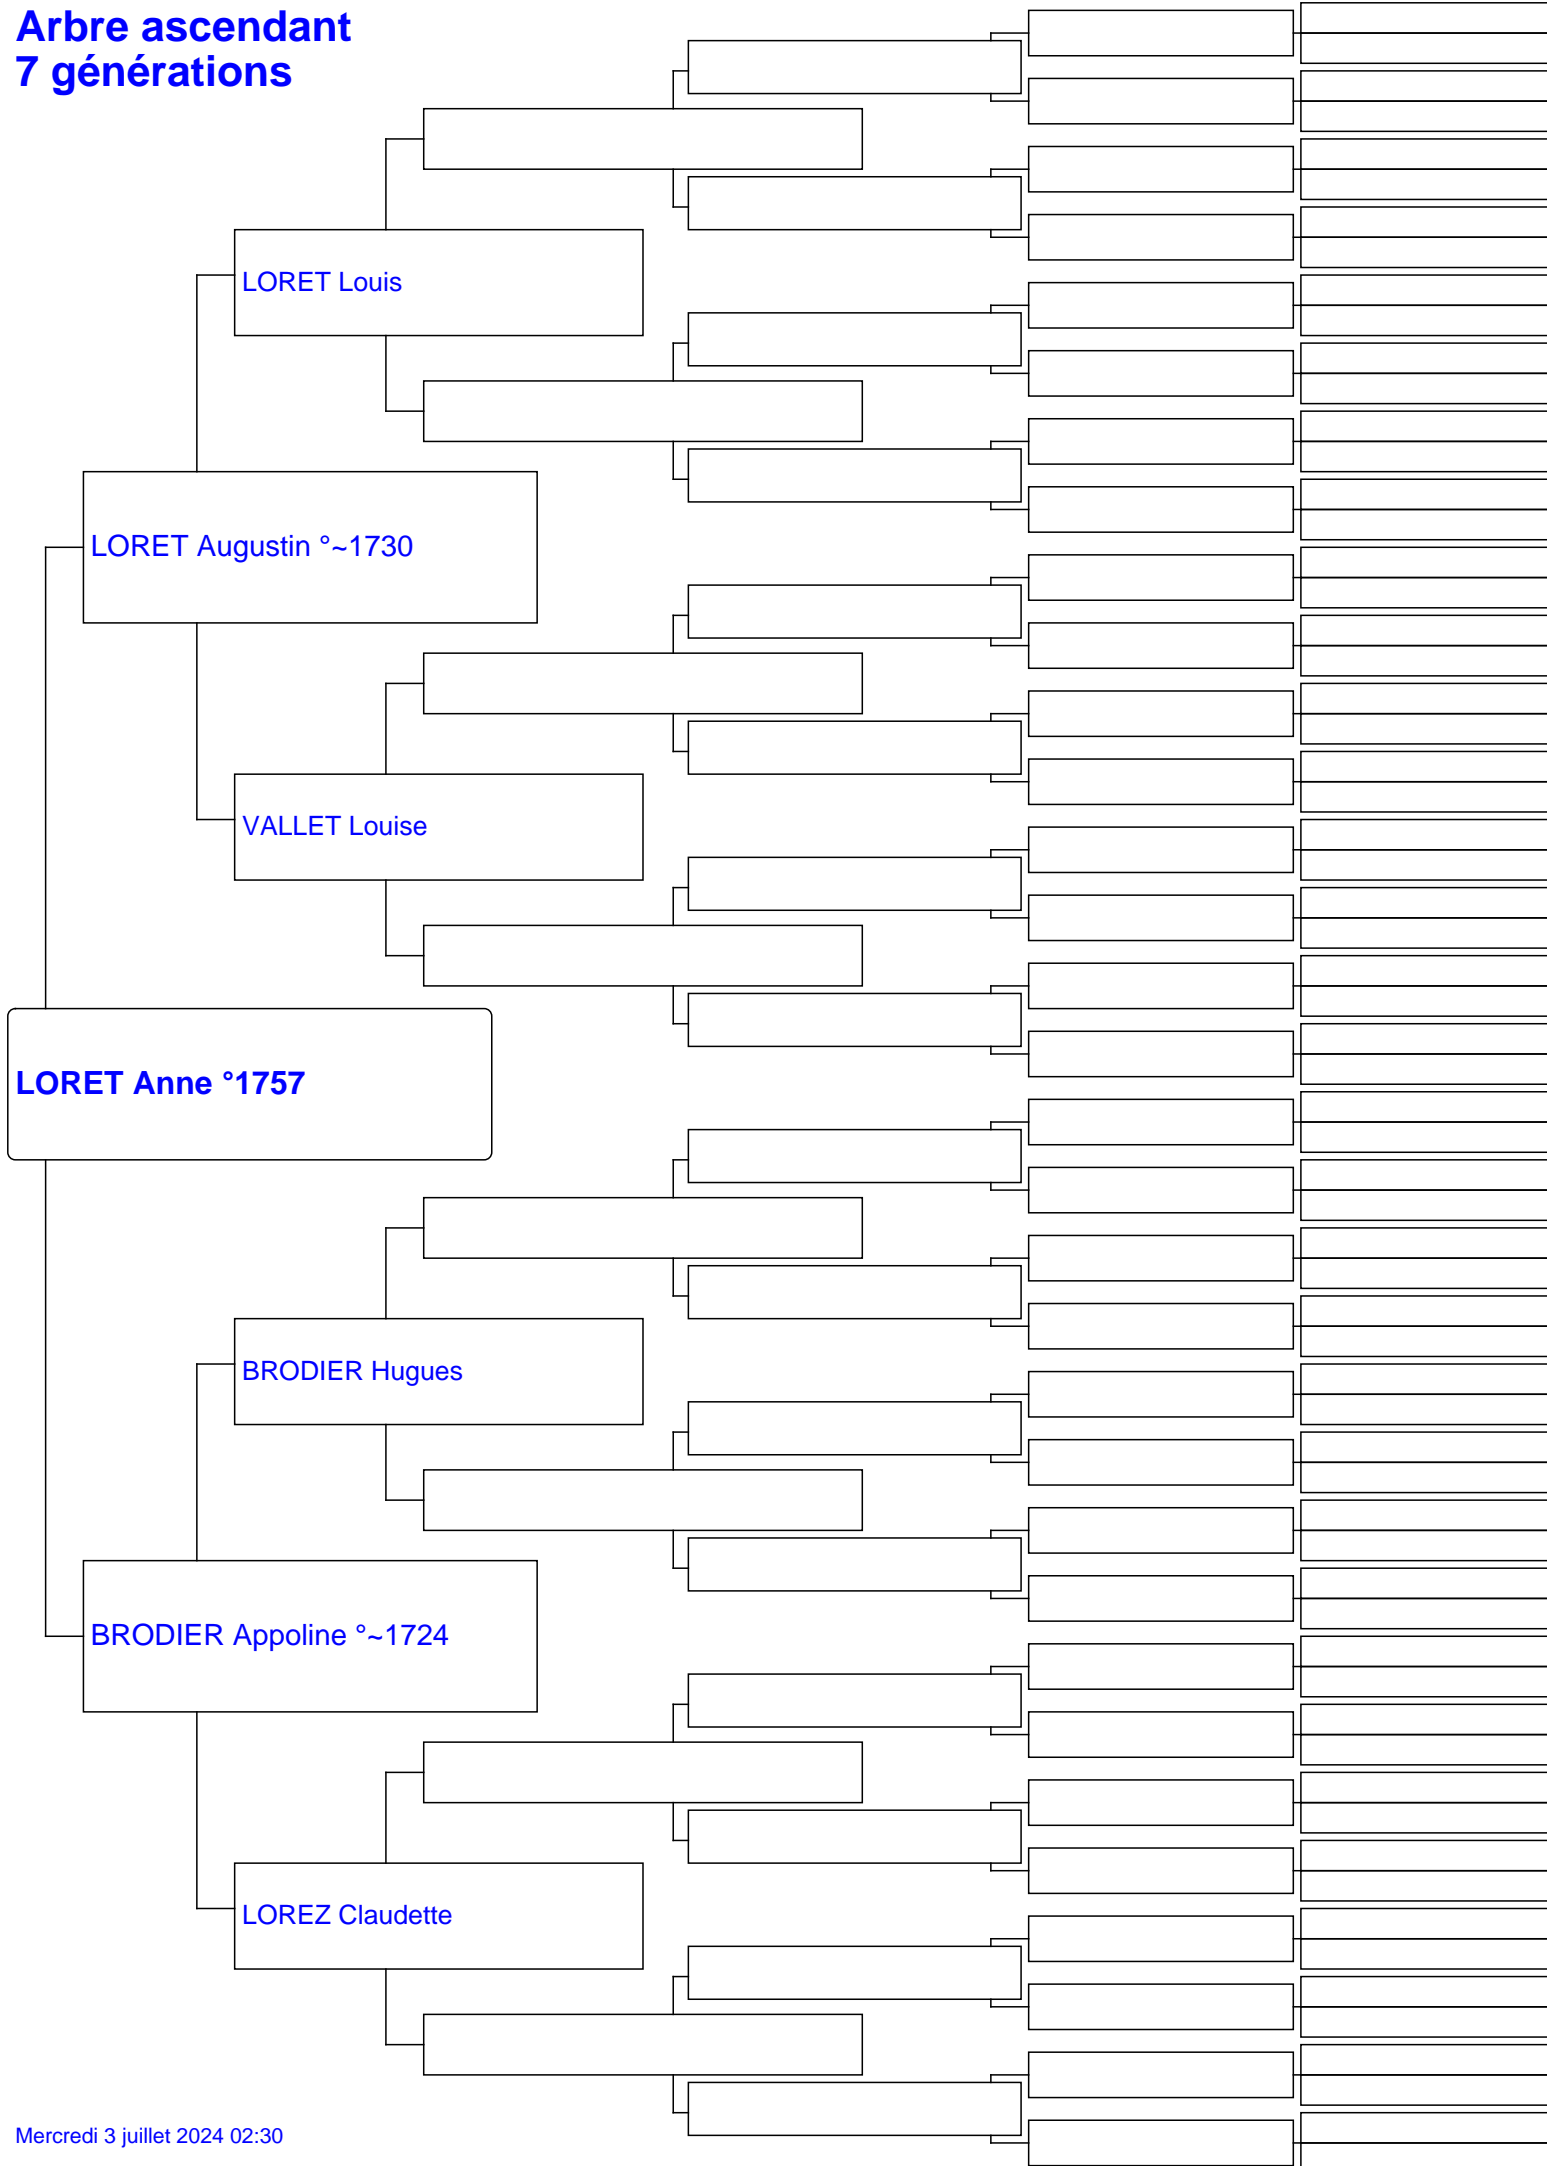 Arbre ascendant
7 générations
LORET Louis
LORET Augustin °~1730
VALLET Louise
LORET Anne °1757
BRODIER Hugues
BRODIER Appoline °~1724
LOREZ Claudette
Mercredi 3 juillet 2024 02:30